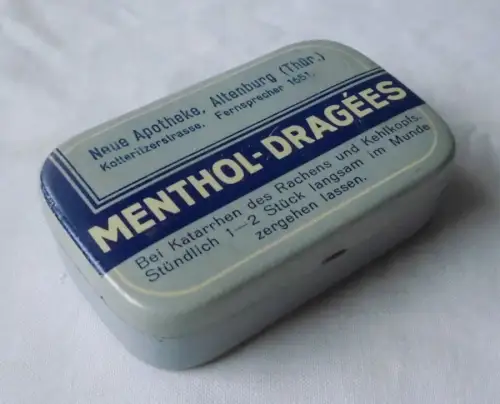 Neue Apotheke, Altenburg (Thür.)
Kotteritzerstrasse. Fernsprecher 1661.
MENTHOL-DRAGÉES
Bei Katarrhen des Rachens und Kehlkopfs.
Stündlich 1—2 Stück langsam im Munde
zergehen lassen.